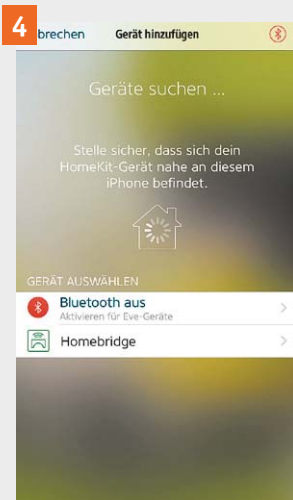 4
brechen Gerät hinzufügen
Geräte suchen ...
Stelle sicher, dass sich dein
HomeKit-Gerät nahe an diesem
iPhone befindet.
GERÄT AUSWÄHLEN
Bluetooth aus
Aktivieren für Eve-Geräte
Homebridge